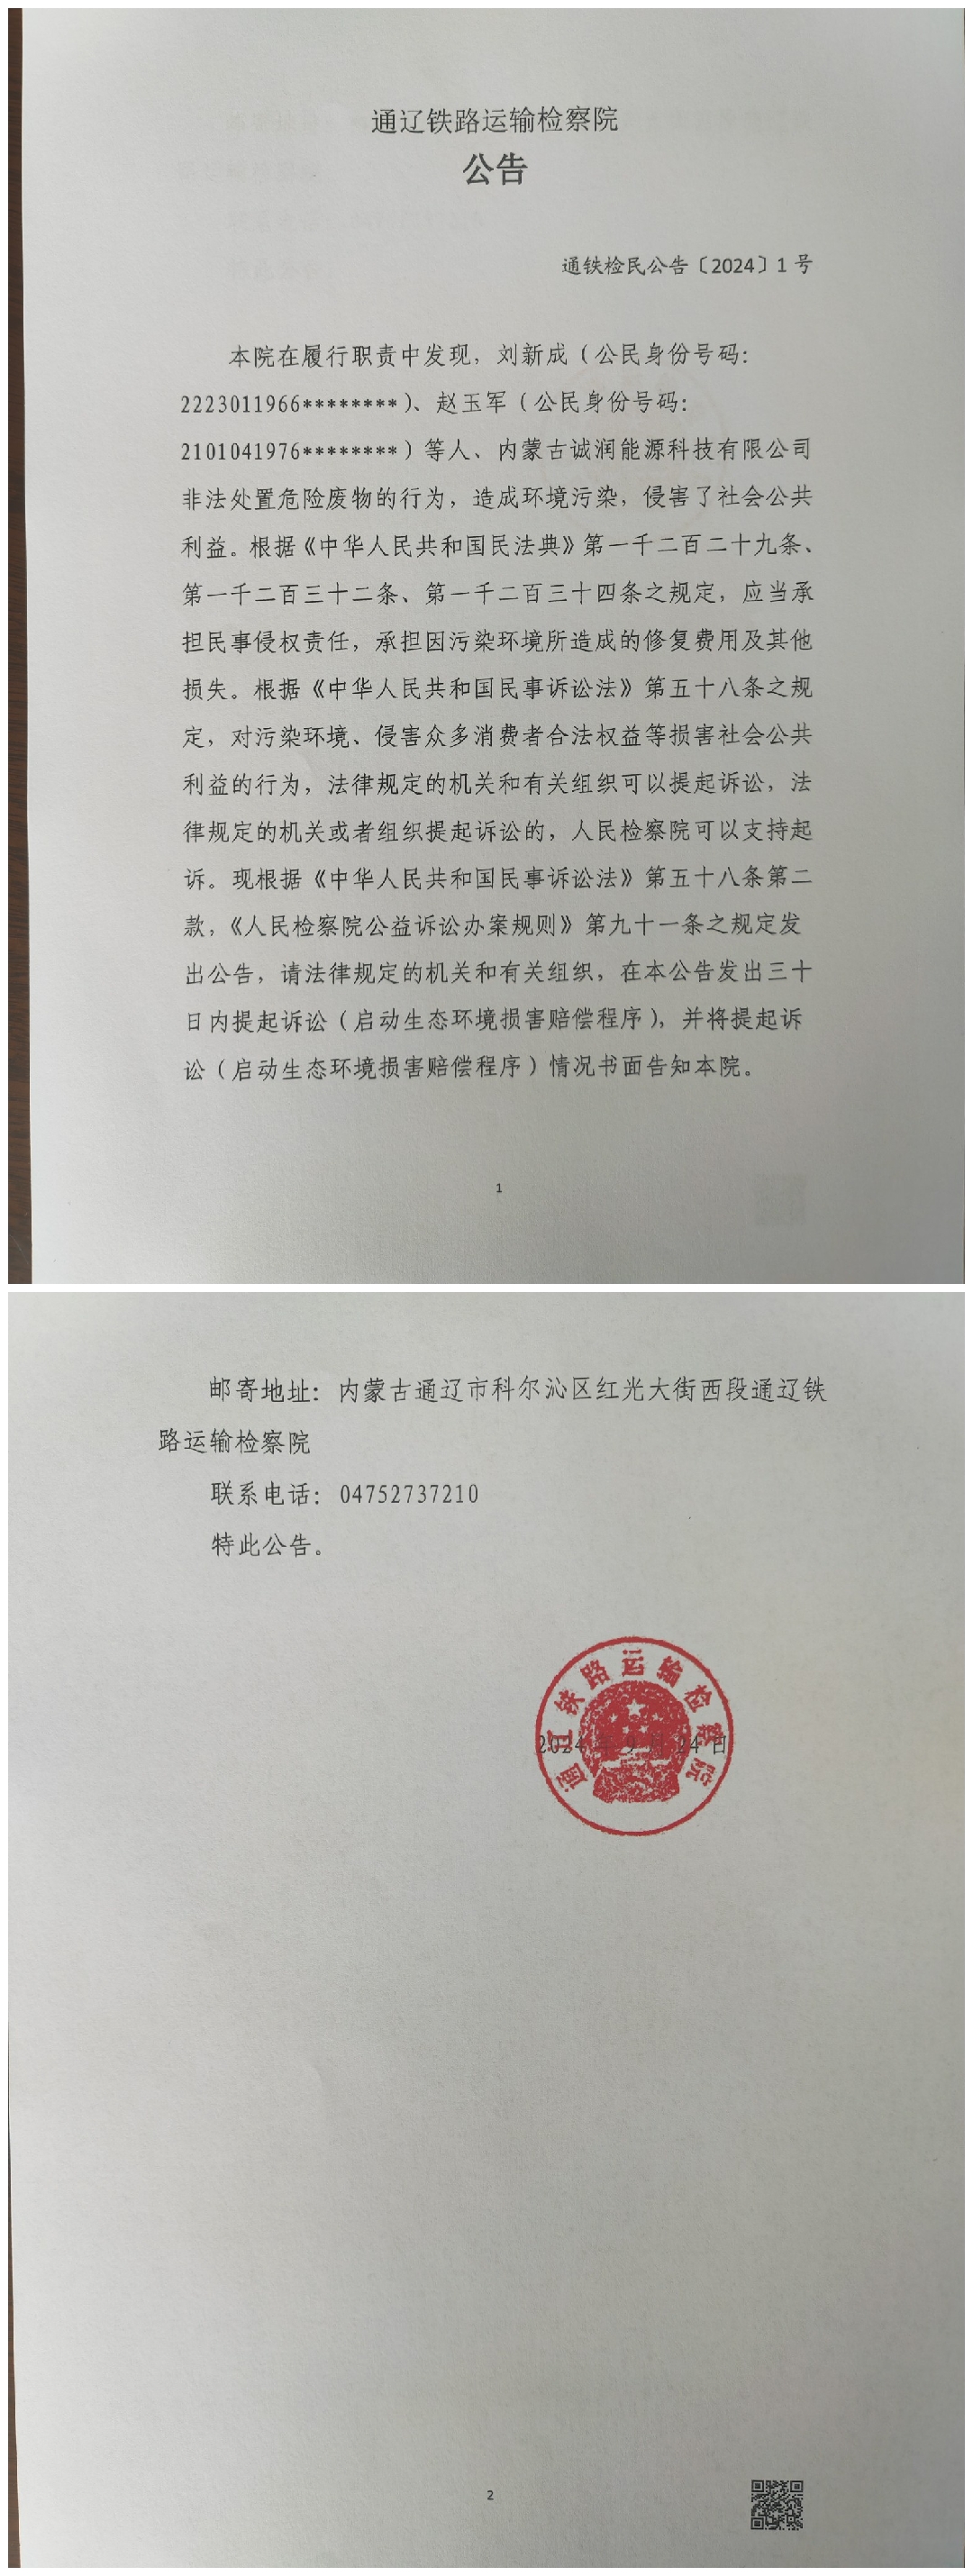 通辽铁路运输检察院
公告
通铁检民公告〔2024〕1 号
本院在履行职责中发现，刘新成（公民身份号码：
2223011966********）、赵玉军（公民身份号码：
2101041976********）等人、内蒙古诚润能源科技有限公司
非法处置危险废物的行为，造成环境污染，侵害了社会公共
利益。根据《中华人民共和国民法典》第一千二百二十九条、
第一千二百三十二条、第一千二百三十四条之规定，应当承
担民事侵权责任，承担因污染环境所造成的修复费用及其他
损失。根据《中华人民共和国民事诉讼法》第五十八条之规
定，对污染环境、侵害众多消费者合法权益等损害社会公共
利益的行为，法律规定的机关和有关组织可以提起诉讼，法
律规定的机关或者组织提起诉讼的，人民检察院可以支持起
诉。现根据《中华人民共和国民事诉讼法》第五十八条第二
款，《人民检察院公益诉讼办案规则》第九十一条之规定发
出公告，请法律规定的机关和有关组织，在本公告发出三十
日内提起诉讼（启动生态环境损害赔偿程序），并将提起诉
讼（启动生态环境损害赔偿程序）情况书面告知本院。
1
邮寄地址：内蒙古通辽市科尔沁区红光大街西段通辽铁
路运输检察院
联系电话：04752737210
特此公告。
通辽铁路运输检察院
2024 年 9 月 24 日
2